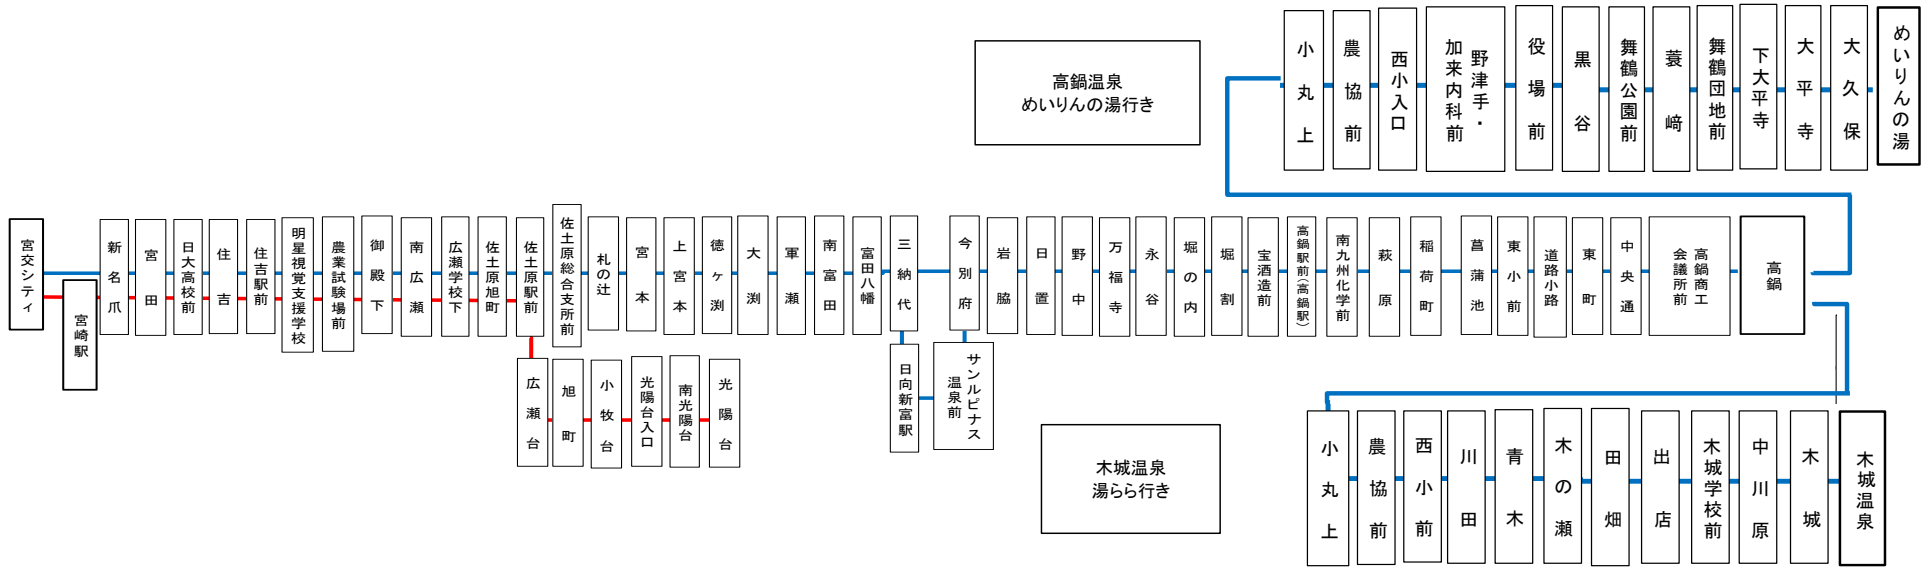 高鍋温泉
めいりんの湯行き
小丸上
農協前
西小入口
野津手・
加来内科前
役場前
黒谷
舞鶴公園前
蓑﨑
舞鶴団地前
下大平寺
大平寺
大久保
めいりんの湯
宮交シティ
宮崎駅
新名爪
宮田
日大高校前
住吉
住吉駅前
明星視覚支援学校
農業試験場前
御殿下
南広瀬
広瀬学校下
佐土原旭町
佐土原駅前
佐土原総合支所前
札の辻
宮本
上宮本
徳ヶ渕
大渕
軍瀬
南富田
富田八幡
三納代
今別府
岩脇
日置
野中
万福寺
永谷
堀の内
堀割
宝酒造前
高鍋駅前(高鍋駅)
南九州化学前
萩原
稲荷町
菖蒲池
東小前
道路小路
東町
中央通
高鍋商工
会議所前
高鍋
広瀬台
旭町
小牧台
光陽台入口
南光陽台
光陽台
日向新富駅
サンルピナス
温泉前
木城温泉
湯らら行き
小丸上
農協前
西小前
川田
青木
木の瀬
田畑
出店
木城学校前
中川原
木城
木城温泉